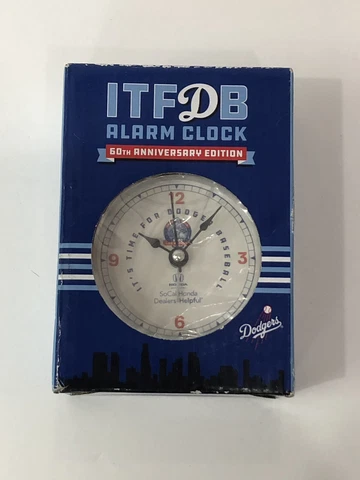 ITFDB
ALARM CLOCK
60TH ANNIVERSARY EDITION
12
IT'S TIME FOR DODGER BASEBALL
9
3
HONDA
SoCal Honda
Dealers Helpful
6
Dodgers